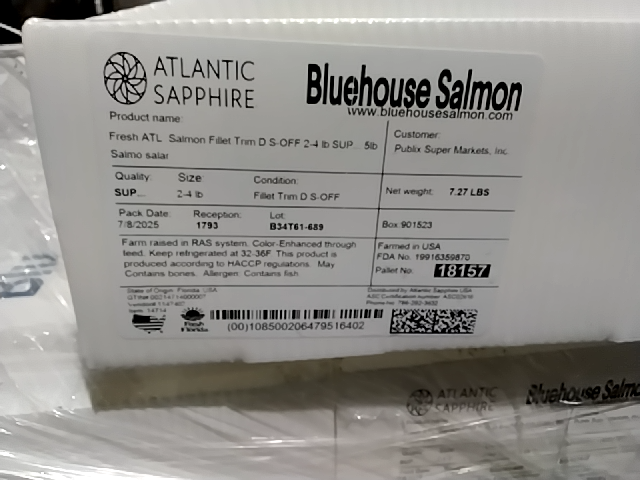 ATLANTIC SAPPHIRE
Bluehouse Salmon
www.bluehousesalmon.com
Product name:
Fresh ATL Salmon Fillet Trim D S-OFF 2-4 lb SUP... 5lb
Salmo salar
Customer:
Publix Super Markets, Inc.
Quality:
SUP...
Size
2-4 lb
Condition:
Fillet Trim D S-OFF
Net weight: 7.27 LBS
Pack Date:
7/8/2025
Reception:
1793
Lot:
B34T61-689
Box:901523
Farm raised in RAS system. Color-Enhanced through
feed. Keep refrigerated at 32-36F. This product is
produced according to HACCP regulations. May
Contains bones. Allergen: Contains fish
Farmed in USA
FDA No. 19916359870
Pallet No: 18157
State of Origin: Florida, USA
Distributed by Atlantic Sapphire USA
Fresh
Florida
(00)108500206479516402
ATLANTIC
SAPPHIRE
Bluehouse Salmon